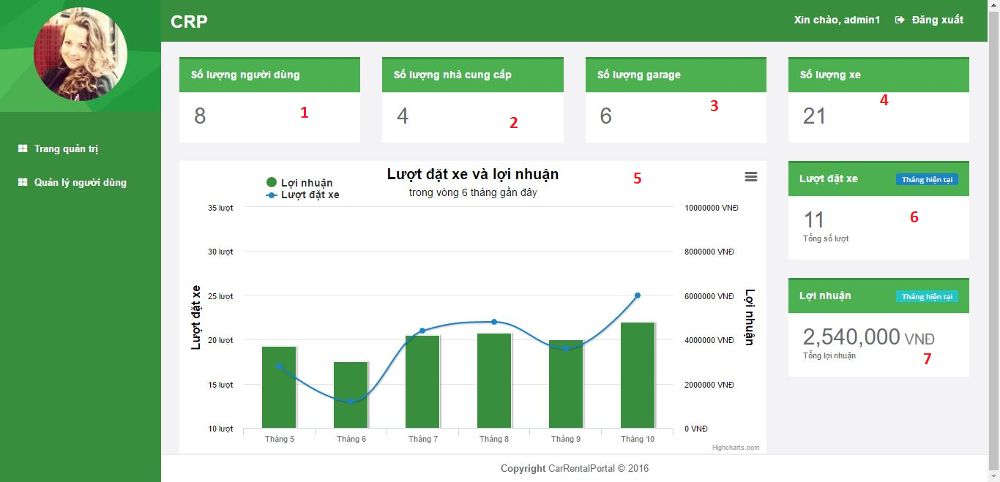 CRP
Xin chào, admin1
Đăng xuất
Trang quản trị
Quản lý người dùng
Số lượng người dùng
8
1
Số lượng nhà cung cấp
4
2
Số lượng garage
6
3
Số lượng xe
21
4
Lượt đặt xe và lợi nhuận
trong vòng 6 tháng gần đây
5
Lợi nhuận
Lượt đặt xe
35 lượt
30 lượt
25 lượt
20 lượt
15 lượt
10 lượt
Lượt đặt xe
10000000 VNĐ
8000000 VNĐ
6000000 VNĐ
4000000 VNĐ
2000000 VNĐ
0 VNĐ
Lợi nhuận
Tháng 5
Tháng 6
Tháng 7
Tháng 8
Tháng 9
Tháng 10
Highcharts.com
Lượt đặt xe
Tháng hiện tại
11
Tổng số lượt
6
Lợi nhuận
Tháng hiện tại
2,540,000 VNĐ
Tổng lợi nhuận
7
Copyright CarRentalPortal © 2016